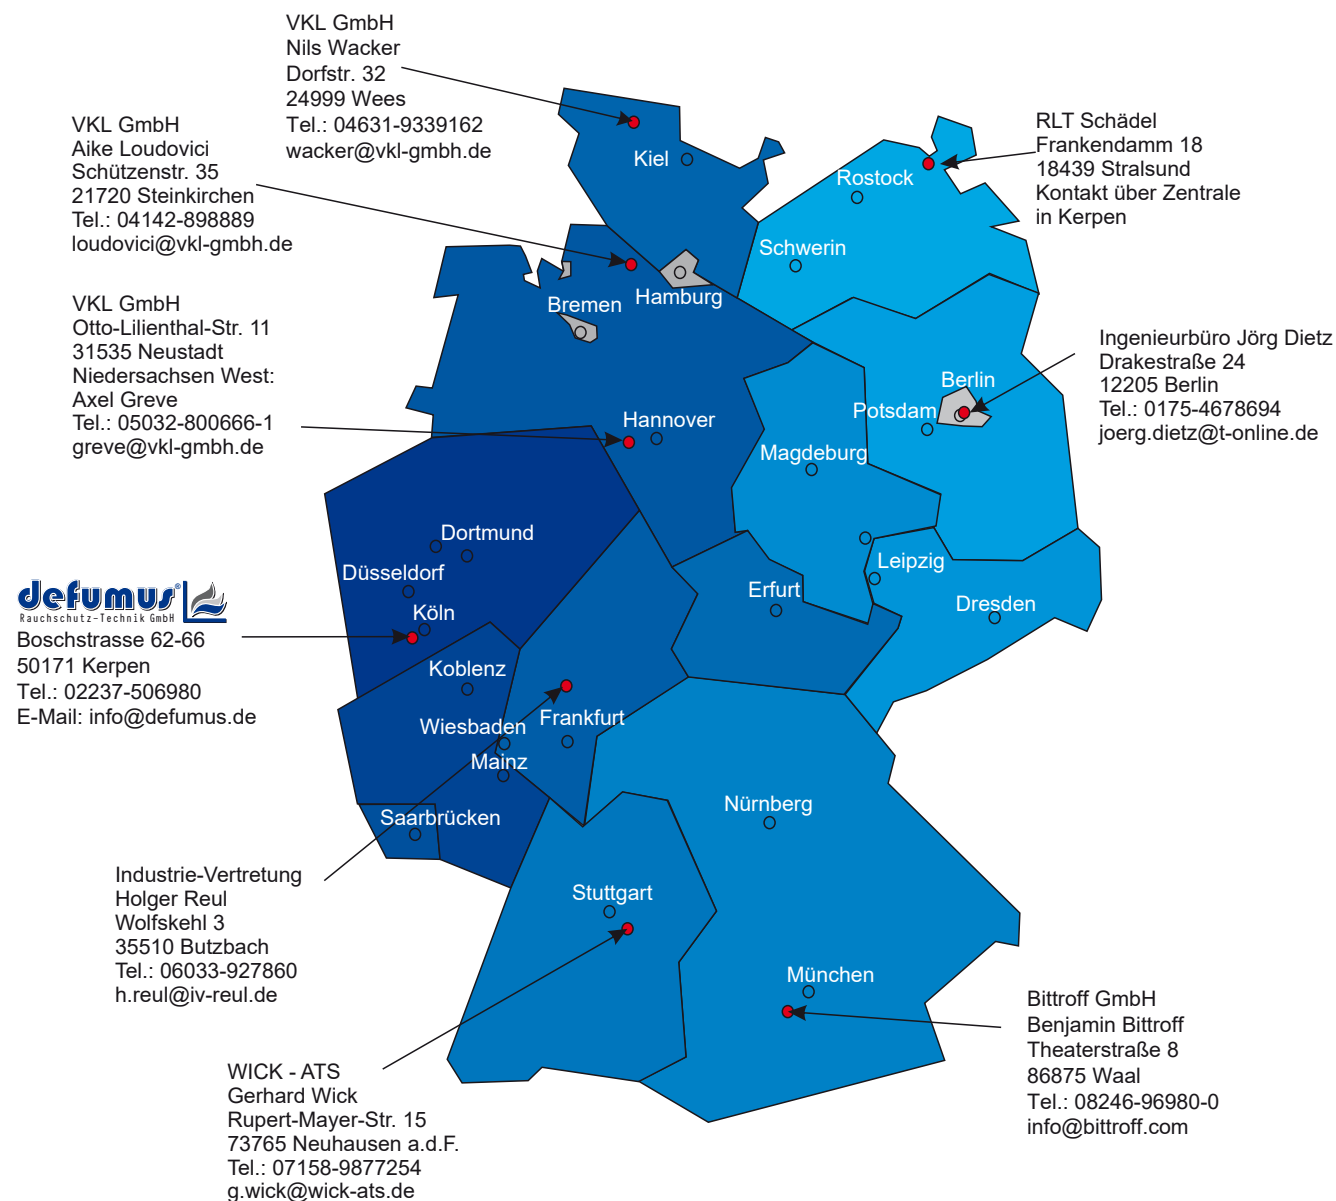 VKL GmbH
Nils Wacker
Dorfstr. 32
24999 Wees
Tel.: 04631-9339162
wacker@vkl-gmbh.de
VKL GmbH
Aike Loudovici
Schützenstr. 35
21720 Steinkirchen
Tel.: 04142-898889
loudovici@vkl-gmbh.de
RLT Schädel
Frankendamm 18
18439 Stralsund
Kontakt über Zentrale
in Kerpen
VKL GmbH
Otto-Lilienthal-Str. 11
31535 Neustadt
Niedersachsen West:
Axel Greve
Tel.: 05032-800666-1
greve@vkl-gmbh.de
Ingenieurbüro Jörg Dietz
Drakestraße 24
12205 Berlin
Tel.: 0175-4678694
joerg.dietz@t-online.de
Kiel
Rostock
Schwerin
Hamburg
Bremen
Berlin
Potsdam
Hannover
Magdeburg
Dortmund
Düsseldorf
Leipzig
Erfurt
Dresden
Köln
Koblenz
Wiesbaden
Frankfurt
Mainz
Saarbrücken
Nürnberg
Stuttgart
München
defumus®
Rauchschutz-Technik GmbH
Boschstrasse 62-66
50171 Kerpen
Tel.: 02237-506980
E-Mail: info@defumus.de
Industrie-Vertretung
Holger Reul
Wolfskehl 3
35510 Butzbach
Tel.: 06033-927860
h.reul@iv-reul.de
WICK - ATS
Gerhard Wick
Rupert-Mayer-Str. 15
73765 Neuhausen a.d.F.
Tel.: 07158-9877254
g.wick@wick-ats.de
Bittroff GmbH
Benjamin Bittroff
Theaterstraße 8
86875 Waal
Tel.: 08246-96980-0
info@bittroff.com